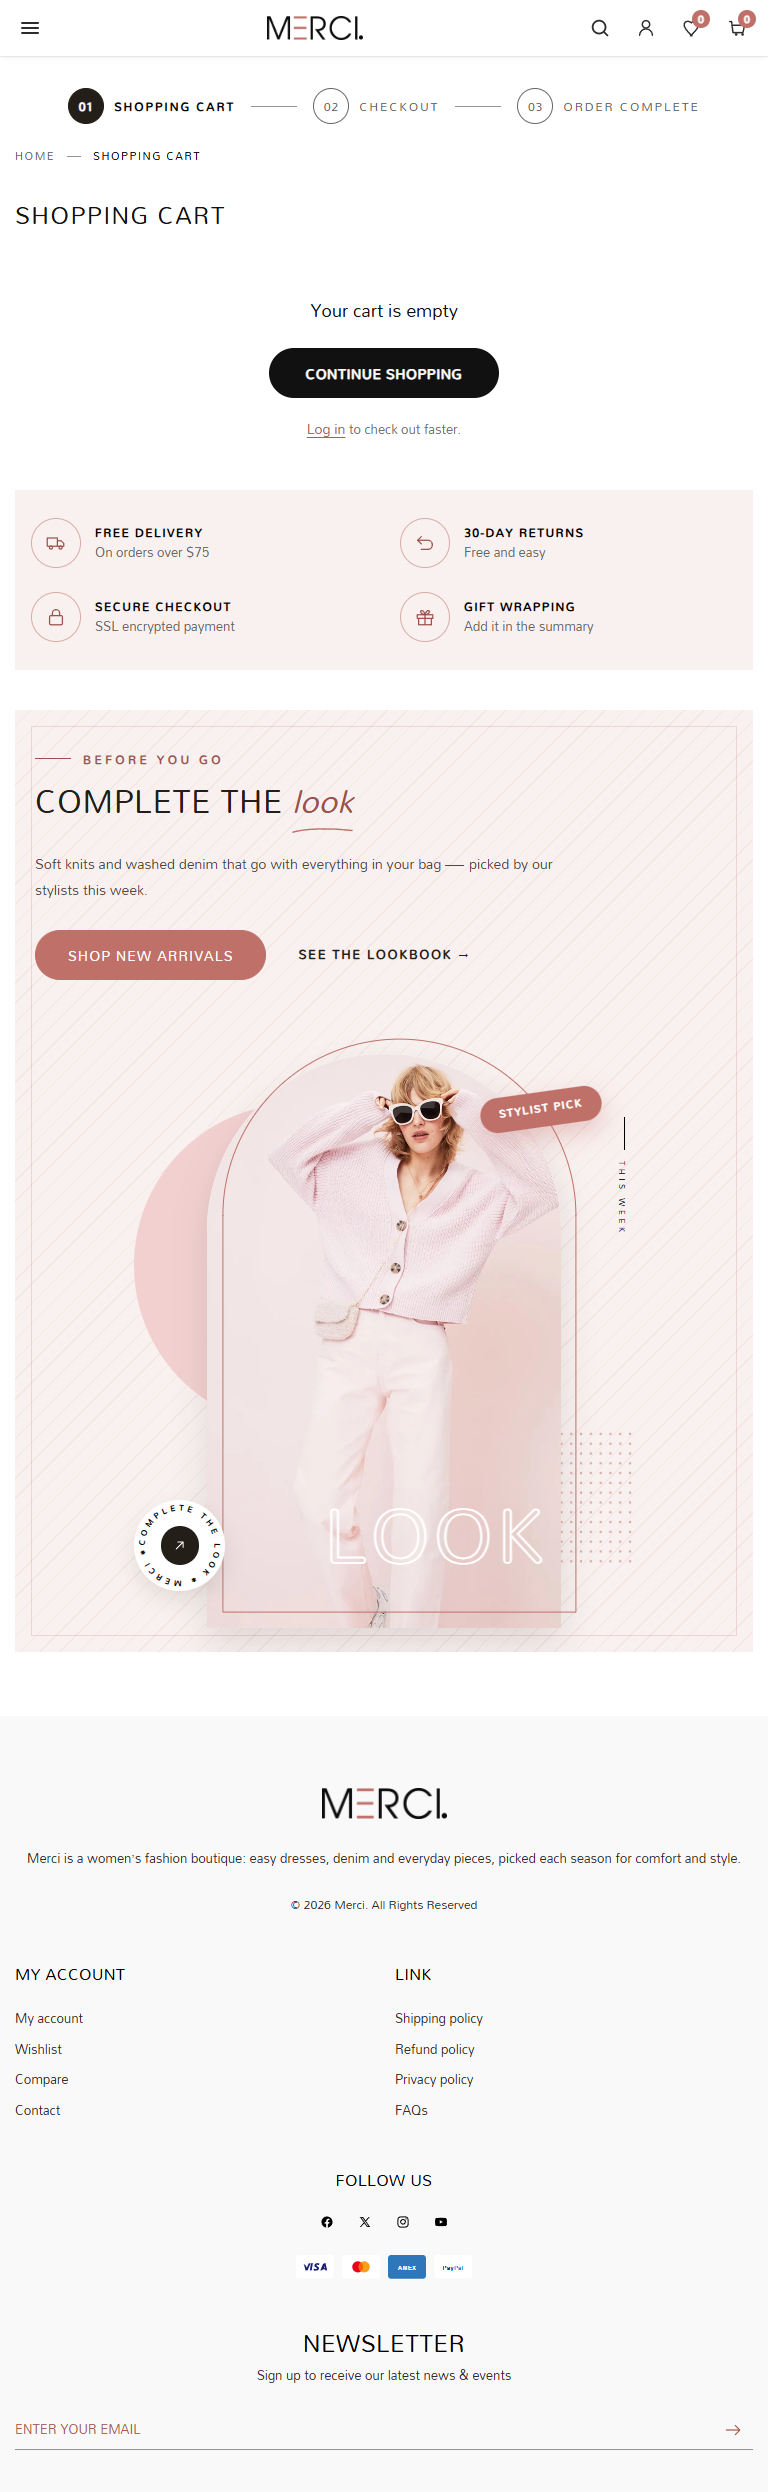 MERCI.
0
0
01 SHOPPING CART
02 CHECKOUT
03 ORDER COMPLETE
HOME — SHOPPING CART
SHOPPING CART
Your cart is empty
CONTINUE SHOPPING
Log in to check out faster.
FREE DELIVERY
On orders over $75
30-DAY RETURNS
Free and easy
SECURE CHECKOUT
SSL encrypted payment
GIFT WRAPPING
Add it in the summary
BEFORE YOU GO
COMPLETE THE look
Soft knits and washed denim that go with everything in your bag — picked by our
stylists this week.
SHOP NEW ARRIVALS
SEE THE LOOKBOOK →
STYLIST PICK
THIS WEEK
LOOK
COMPLETE THE LOOK * MERCI *
MERCI.
Merci is a women's fashion boutique: easy dresses, denim and everyday pieces, picked each season for comfort and style.
© 2026 Merci. All Rights Reserved
MY ACCOUNT
My account
Wishlist
Compare
Contact
LINK
Shipping policy
Refund policy
Privacy policy
FAQs
FOLLOW US
VISA
AMEX
PayPal
NEWSLETTER
Sign up to receive our latest news & events
ENTER YOUR EMAIL